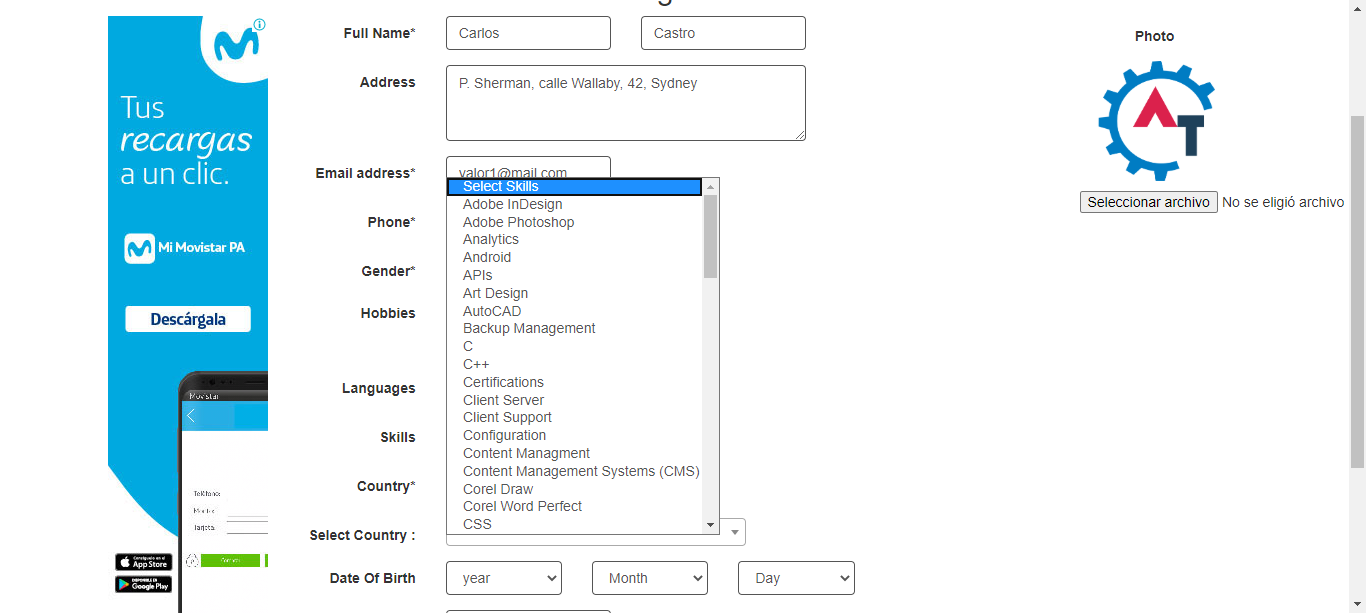 Tus
recargas
a un clic.
Mi Movistar PA
Descárgala
Movistar
Teléfono:
Monto:
Tarjeta:
App Store
DISPONIBLE EN
Google Play
Full Name*
Carlos
Castro
Address
P. Sherman, calle Wallaby, 42, Sydney
Email address*
valor1@mail.com
Phone*
Gender*
Hobbies
Languages
Skills
Select Skills
Adobe InDesign
Adobe Photoshop
Analytics
Android
APIs
Art Design
AutoCAD
Backup Management
C
C++
Certifications
Client Server
Client Support
Configuration
Content Managment
Content Management Systems (CMS)
Corel Draw
Corel Word Perfect
CSS
Country*
Select Country :
Date Of Birth
year
Month
Day
Photo
AT
Seleccionar archivo No se eligió archivo